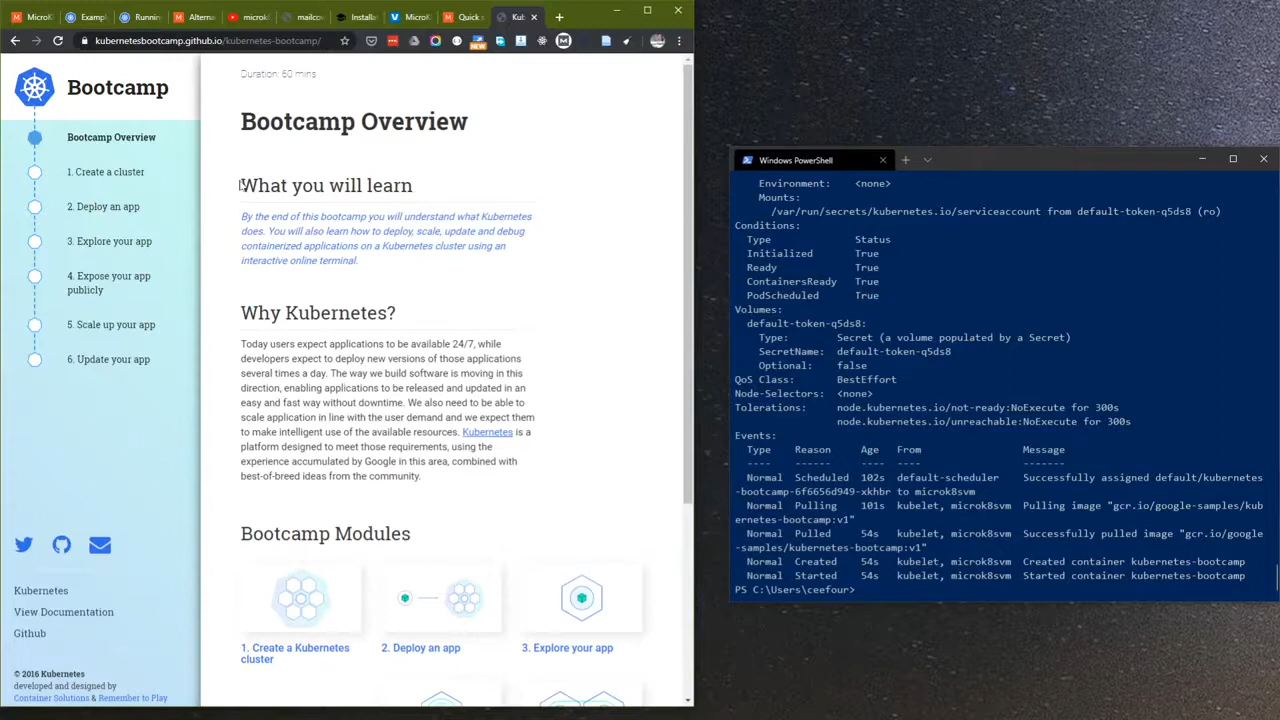 MicroK
Examp
Runnin
Alterna
microk
mailco
Installa
MicroK
Quick s
Kub
kubernetesbootcamp.github.io/kubernetes-bootcamp/
NEW
Bootcamp
Bootcamp Overview
1. Create a cluster
2. Deploy an app
3. Explore your app
4. Expose your app
publicly
5. Scale up your app
6. Update your app
Kubernetes
View Documentation
Github
© 2016 Kubernetes
developed and designed by
Container Solutions & Remember to Play
Duration: 60 mins
Bootcamp Overview
What you will learn
By the end of this bootcamp you will understand what Kubernetes
does. You will also learn how to deploy, scale, update and debug
containerized applications on a Kubernetes cluster using an
interactive online terminal.
Why Kubernetes?
Today users expect applications to be available 24/7, while
developers expect to deploy new versions of those applications
several times a day. The way we build software is moving in this
direction, enabling applications to be released and updated in an
easy and fast way without downtime. We also need to be able to
scale application in line with the user demand and we expect them
to make intelligent use of the available resources. Kubernetes is a
platform designed to meet those requirements, using the
experience accumulated by Google in this area, combined with
best-of-breed ideas from the community.
Bootcamp Modules
1. Create a Kubernetes
cluster
2. Deploy an app
3. Explore your app
Windows PowerShell
Environment: <none>
Mounts:
/var/run/secrets/kubernetes.io/serviceaccount from default-token-q5ds8 (ro)
Conditions:
Type Status
Initialized True
Ready True
ContainersReady True
PodScheduled True
Volumes:
default-token-q5ds8:
Type: Secret (a volume populated by a Secret)
SecretName: default-token-q5ds8
Optional: false
QoS Class: BestEffort
Node-Selectors: <none>
Tolerations: node.kubernetes.io/not-ready:NoExecute for 300s
node.kubernetes.io/unreachable:NoExecute for 300s
Events:
Type Reason Age From Message
---- ------ ---- ---- -------
Normal Scheduled 102s default-scheduler Successfully assigned default/kubernetes
-bootcamp-6f6656d949-xkhbr to microk8svm
Normal Pulling 101s kubelet, microk8svm Pulling image "gcr.io/google-samples/kub
ernetes-bootcamp:v1"
Normal Pulled 54s kubelet, microk8svm Successfully pulled image "gcr.io/google
-samples/kubernetes-bootcamp:v1"
Normal Created 54s kubelet, microk8svm Created container kubernetes-bootcamp
Normal Started 54s kubelet, microk8svm Started container kubernetes-bootcamp
PS C:\Users\ceefour>